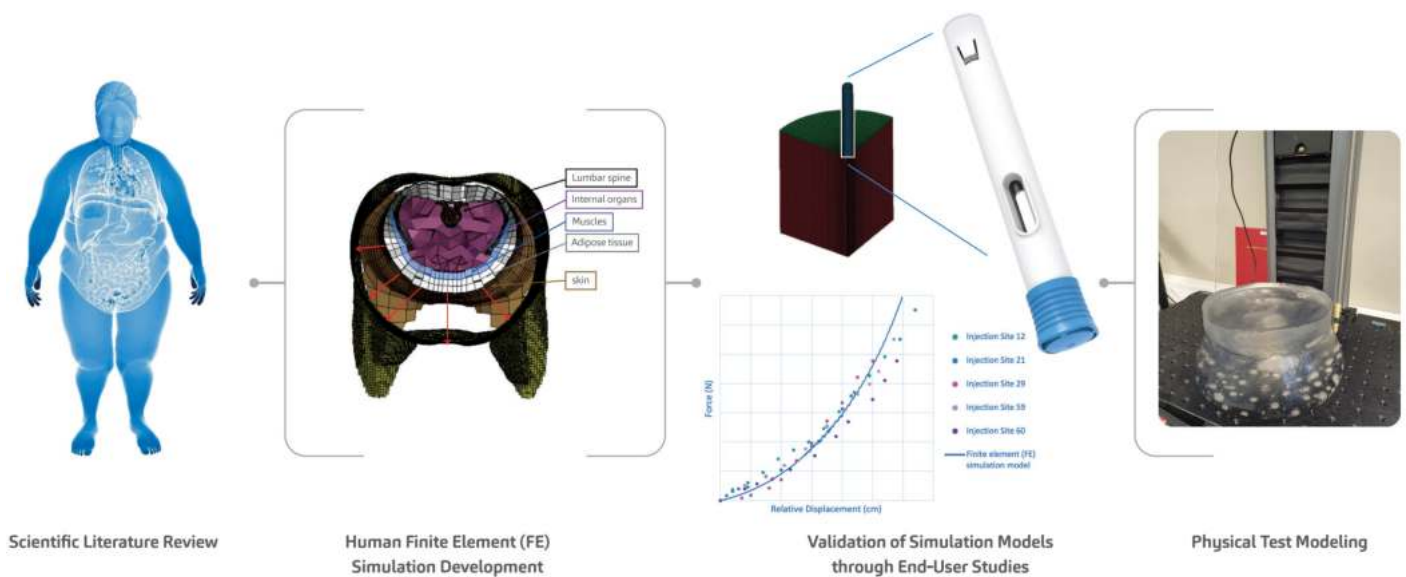 Lumbar spine
Internal organs
Muscles
Adipose tissue
skin
Force (N)
Relative Displacement (cm)
Injection Site 12
Injection Site 21
Injection Site 29
Injection Site 59
Injection Site 60
Finite element (FE)
simulation model
Scientific Literature Review
Human Finite Element (FE)
Simulation Development
Validation of Simulation Models
through End-User Studies
Physical Test Modeling